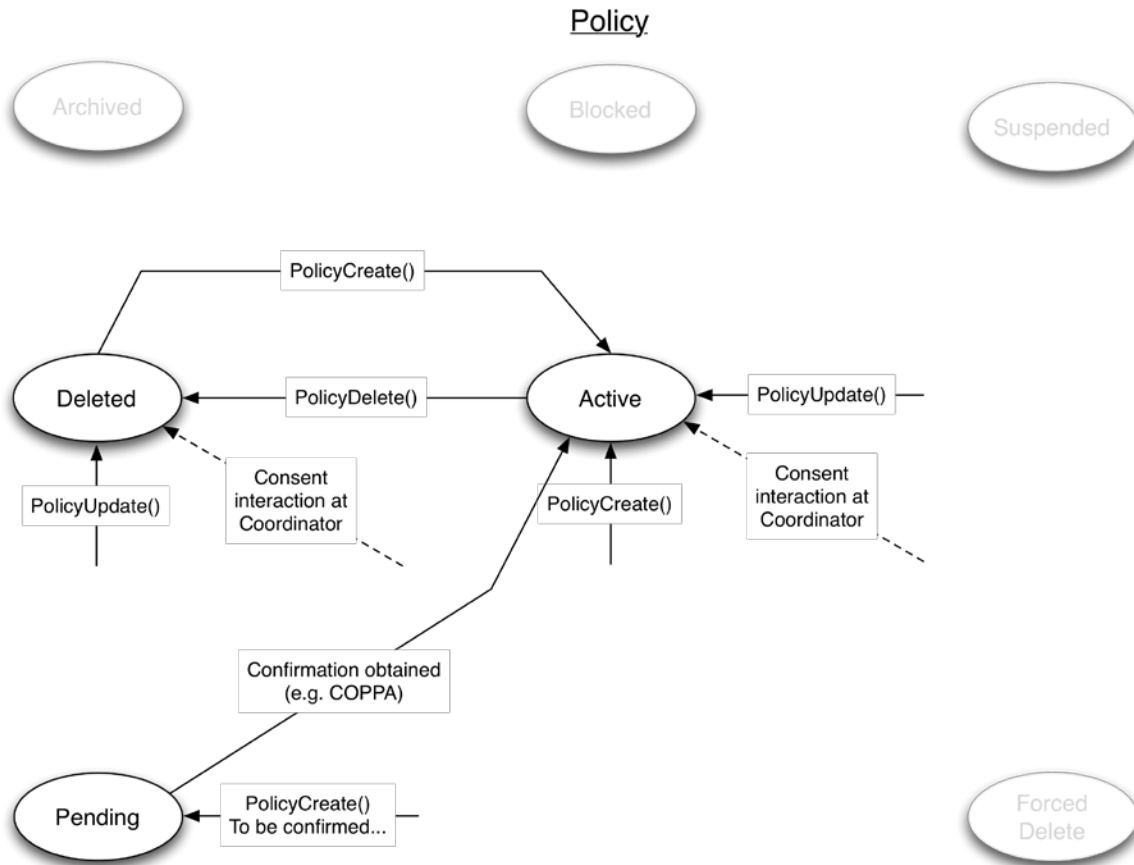 Policy
Archived
Blocked
Suspended
PolicyCreate()
Deleted
PolicyDelete()
Active
PolicyUpdate()
PolicyUpdate()
Consent
interaction at
Coordinator
PolicyCreate()
Consent
interaction at
Coordinator
Confirmation obtained
(e.g. COPPA)
Pending
PolicyCreate()
To be confirmed...
Forced
Delete